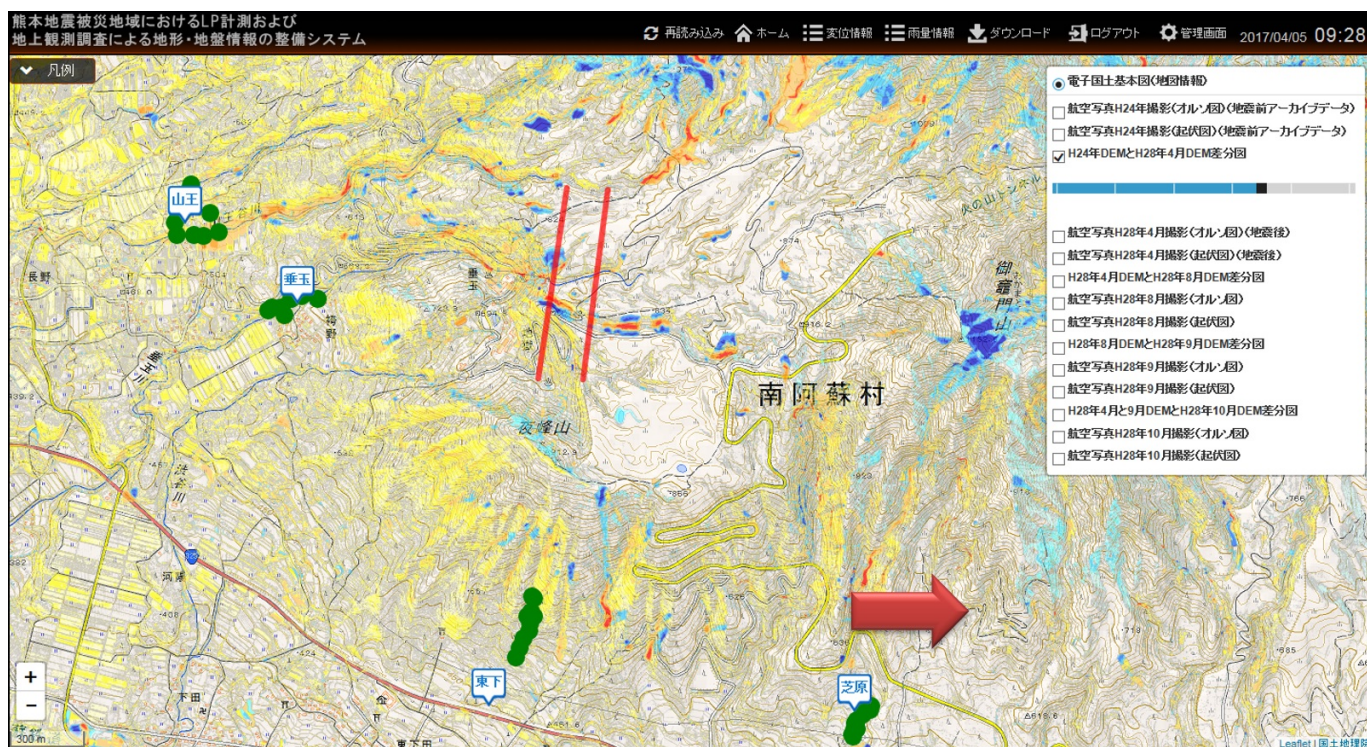 熊本地震被災地域におけるLP計測および
地上観測調査による地形・地盤情報の整備システム
再読み込み ホーム 変位情報 雨量情報 ダウンロード ログアウト 管理画面 2017/04/05 09:28
凡例
電子国土基本図(地図情報)
航空写真H24年撮影(オルソ図)(地震前アーカイブデータ)
航空写真H24年撮影(起伏図)(地震前アーカイブデータ)
H24年DEMとH28年4月DEM差分図
航空写真H28年4月撮影(オルソ図)(地震後)
航空写真H28年4月撮影(起伏図)(地震後)
H28年4月DEMとH28年8月DEM差分図
航空写真H28年8月撮影(オルソ図)
航空写真H28年8月撮影(起伏図)
H28年8月DEMとH28年9月DEM差分図
航空写真H28年9月撮影(オルソ図)
航空写真H28年9月撮影(起伏図)
H28年4月と9月DEMとH28年10月DEM差分図
航空写真H28年10月撮影(オルソ図)
航空写真H28年10月撮影(起伏図)
山王
長野
垂玉
垂玉
火の山トンネル
御竈門山
垂玉川
南阿蘇村
夜峰山
河陽
東下
芝原
下田
東下田
+
−
300 m
Leaflet | 国土地理院